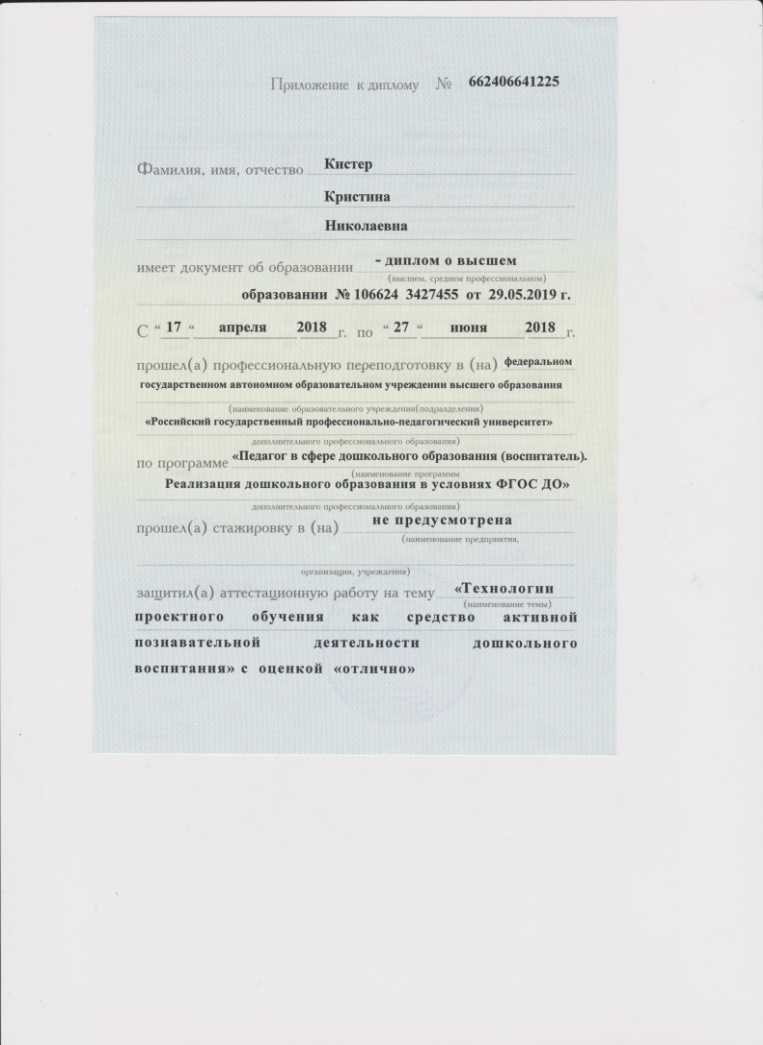 Приложение к диплому № 662406641225
Фамилия, имя, отчество Кистер
Кристина
Николаевна
имеет документ об образовании - диплом о высшем
(высшем, среднем профессиональном)
образовании № 106624 3427455 от 29.05.2019 г.
С " 17 " апреля 2018 г. по " 27 " июня 2018 г.
прошел(а) профессиональную переподготовку в (на) федеральном
государственном автономном образовательном учреждении высшего образования
(наименование образовательного учреждения(подразделения)
«Российский государственный профессионально-педагогический университет»
дополнительного профессионального образования)
по программе «Педагог в сфере дошкольного образования (воспитатель).
(наименование программы
Реализация дошкольного образования в условиях ФГОС ДО»
дополнительного профессионального образования)
прошел(а) стажировку в (на) не предусмотрена
(наименование предприятия,
организации, учреждения)
защитил(а) аттестационную работу на тему «Технологии
(наименование темы)
проектного обучения как средство активной
познавательной деятельности дошкольного
воспитания» с оценкой «отлично»